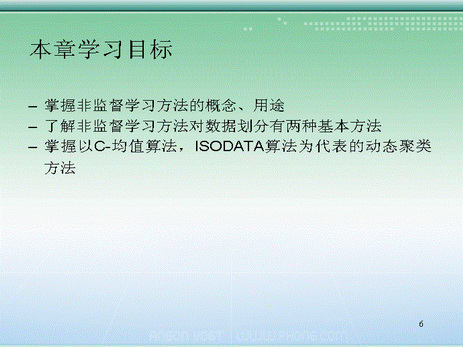 本章学习目标
– 掌握非监督学习方法的概念、用途
– 了解非监督学习方法对数据划分有两种基本方法
– 掌握以C-均值算法，ISODATA算法为代表的动态聚类
方法
6